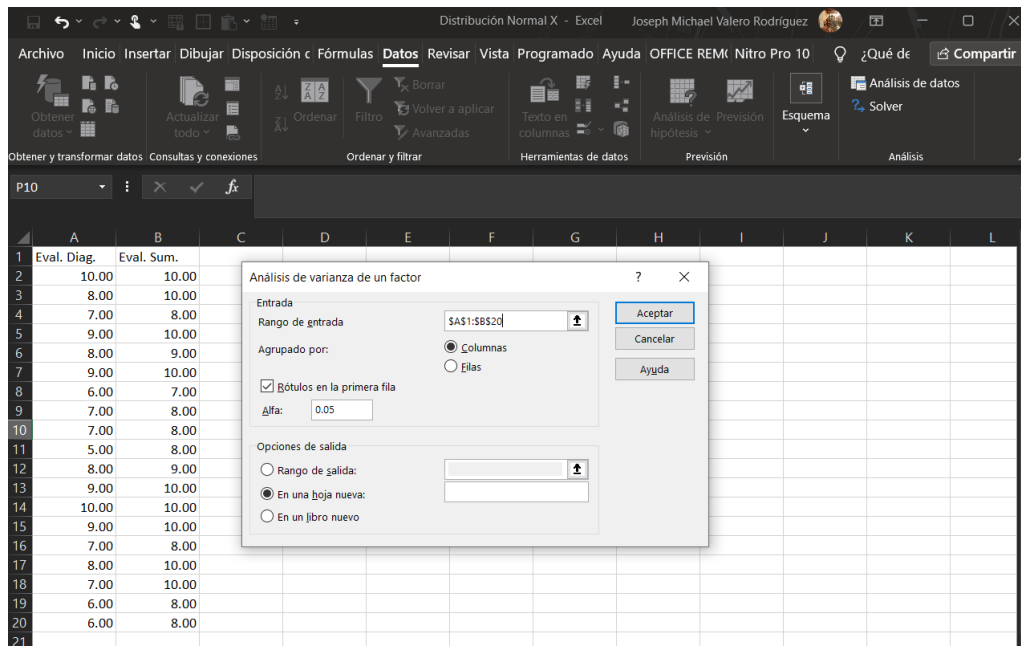 Distribución Normal X - Excel Joseph Michael Valero Rodríguez
Archivo Inicio Insertar Dibujar Disposición c Fórmulas Datos Revisar Vista Programado Ayuda OFFICE REM Nitro Pro 10 ¿Qué de Compartir
Obtener datos
Actualizar todo
Ordenar
Filtro
Borrar
Volver a aplicar
Avanzadas
Texto en columnas
Análisis de hipótesis
Previsión
Esquema
Análisis de datos
Solver
Obtener y transformar datos Consultas y conexiones Ordenar y filtrar Herramientas de datos Previsión Análisis
P10 fx
A B C D E F G H I J K L
1 Eval. Diag. Eval. Sum.
2 10.00 10.00
3 8.00 10.00
4 7.00 8.00
5 9.00 10.00
6 8.00 9.00
7 9.00 10.00
8 6.00 7.00
9 7.00 8.00
10 7.00 8.00
11 5.00 8.00
12 8.00 9.00
13 9.00 10.00
14 10.00 10.00
15 9.00 10.00
16 7.00 8.00
17 8.00 10.00
18 7.00 10.00
19 6.00 8.00
20 6.00 8.00
21
Análisis de varianza de un factor ? ×
Entrada
Rango de entrada $A$1:$B$20
Agrupado por: Columnas
Filas
Rótulos en la primera fila
Alfa: 0.05
Opciones de salida
Rango de salida:
En una hoja nueva:
En un libro nuevo
Aceptar
Cancelar
Ayuda